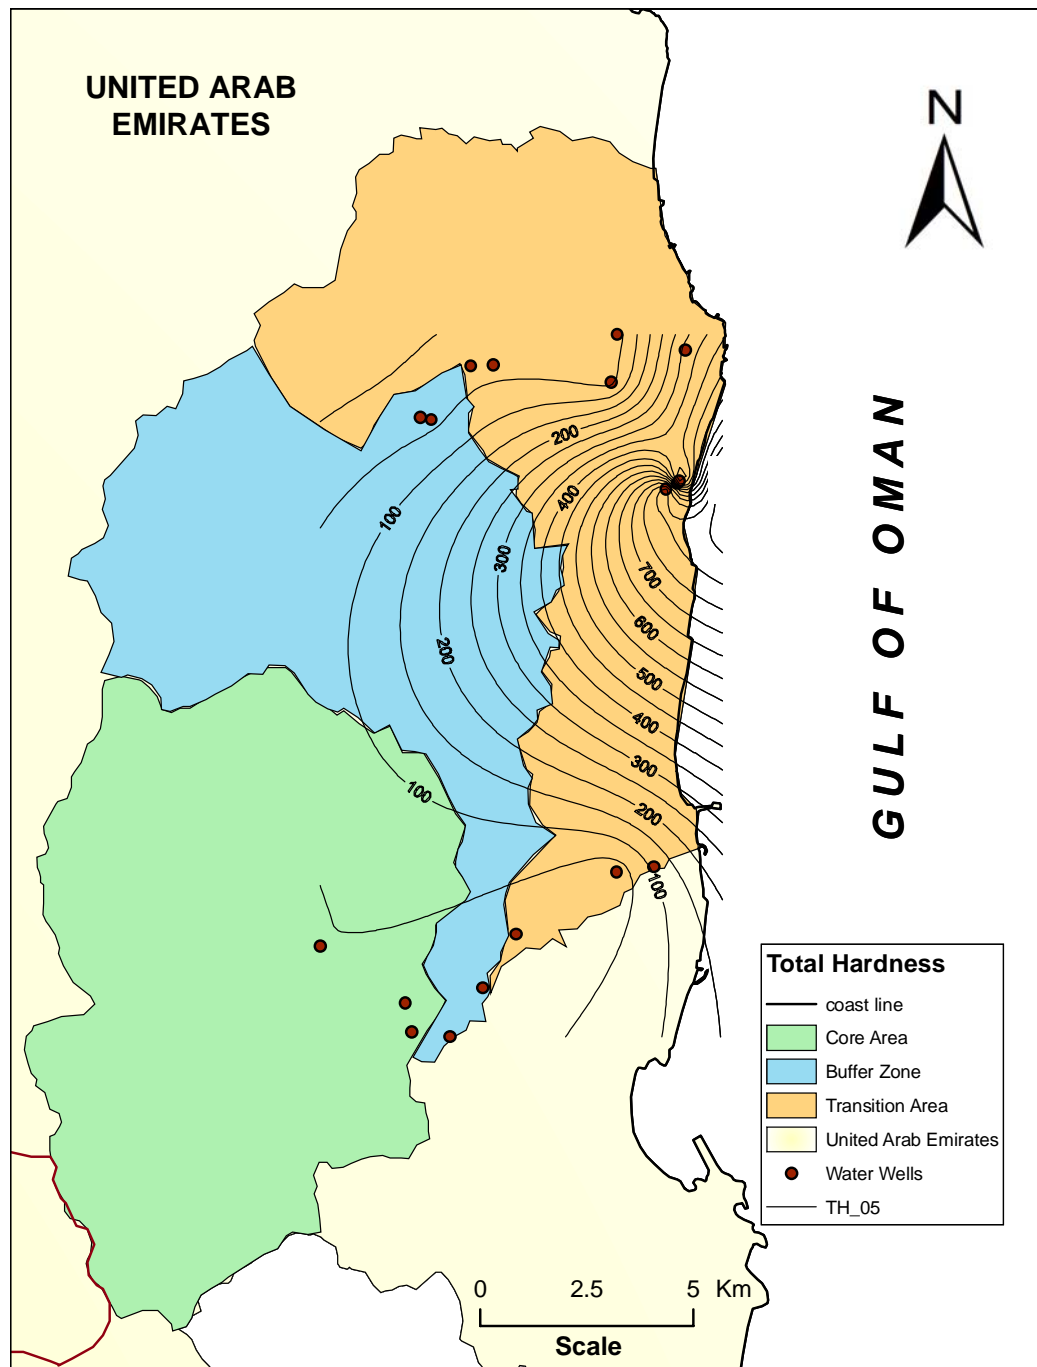 UNITED ARAB
EMIRATES
N
200
400
100
300
700
600
200
500
400
300
100
200
100
GULF OF OMAN
Total Hardness
coast line
Core Area
Buffer Zone
Transition Area
United Arab Emirates
Water Wells
TH_05
0 2.5 5 Km
Scale